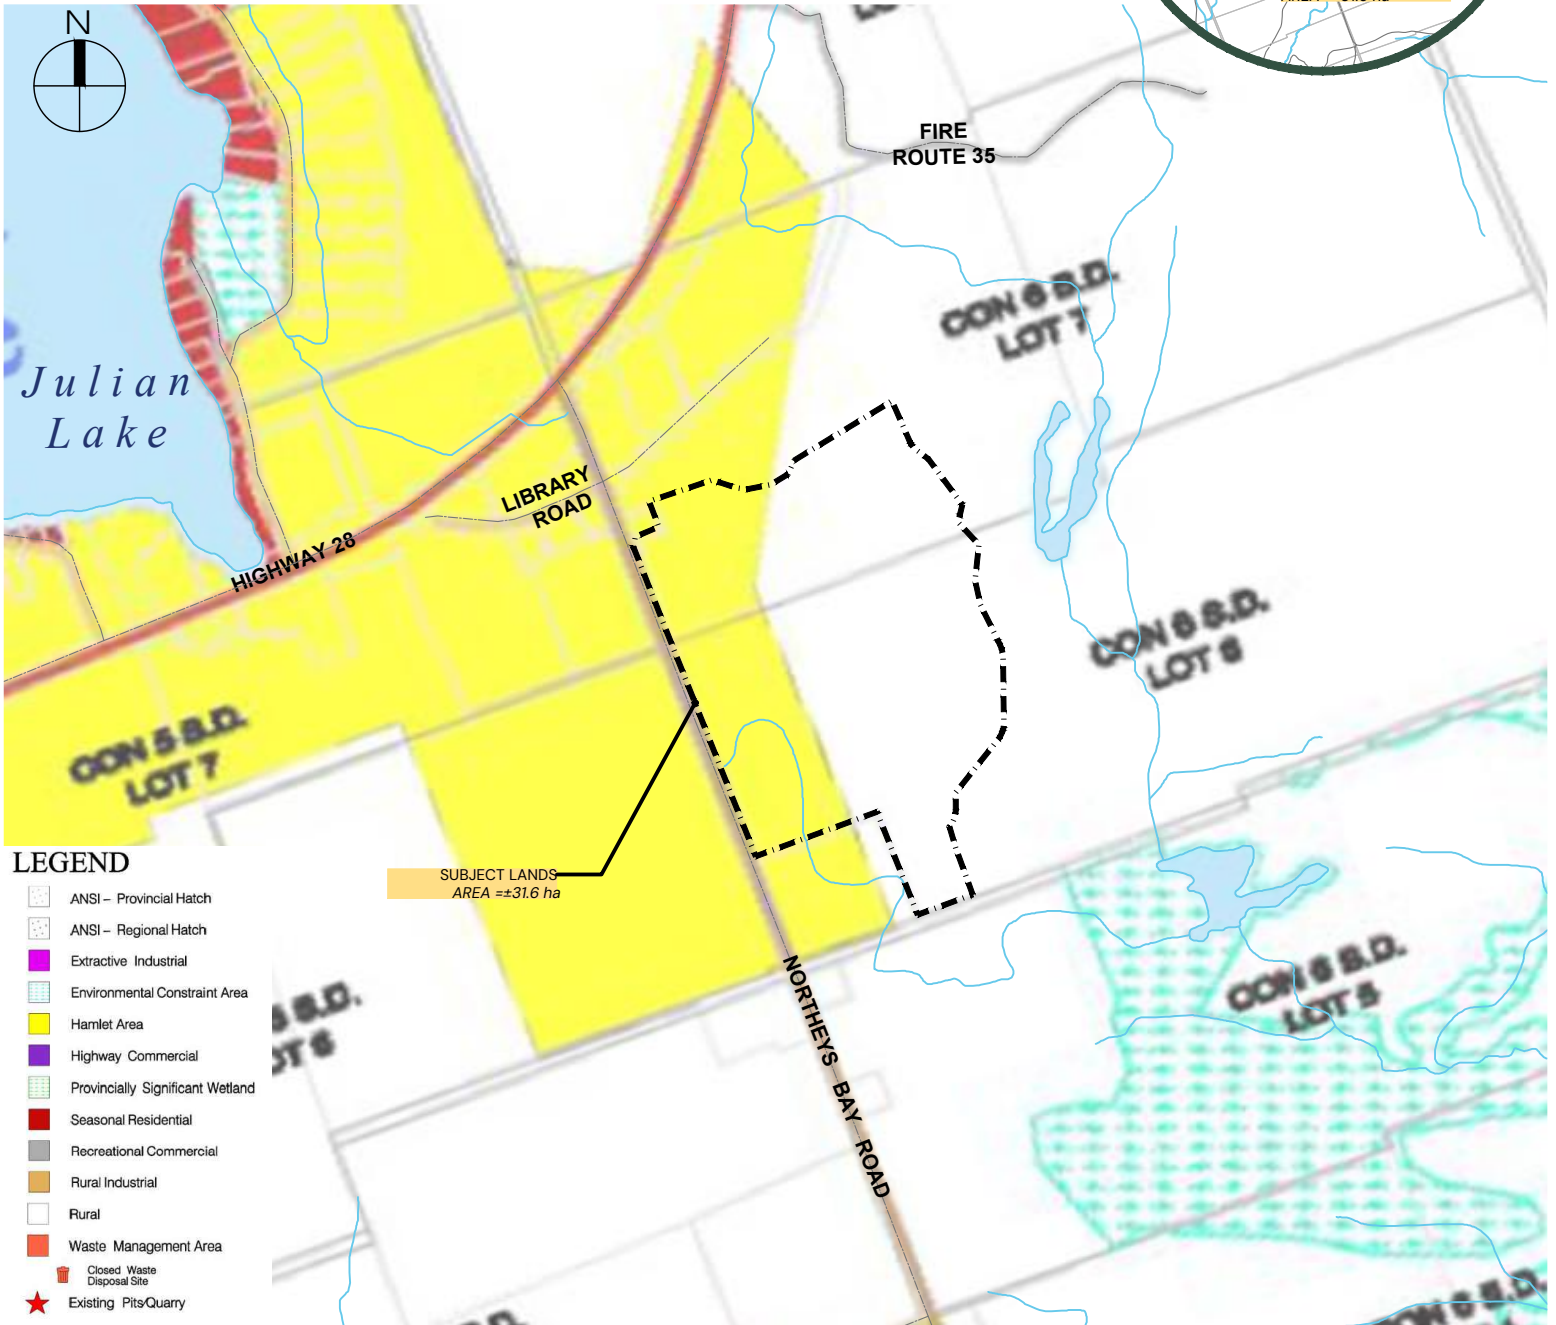 N
FIRE
ROUTE 35
CON 6 B.D.
LOT 7
Julian
Lake
LIBRARY
ROAD
HIGHWAY 28
CON 6 B.D.
LOT 6
CON 5 B.D.
LOT 7
SUBJECT LANDS
AREA =±31.6 ha
NORTHEYS BAY ROAD
CON 6 B.D.
LOT 5
B.D.
CON 6 B.D.
LEGEND
ANSI – Provincial Hatch
ANSI – Regional Hatch
Extractive Industrial
Environmental Constraint Area
Hamlet Area
Highway Commercial
Provincially Significant Wetland
Seasonal Residential
Recreational Commercial
Rural Industrial
Rural
Waste Management Area
Closed Waste
Disposal Site
Existing Pits/Quarry